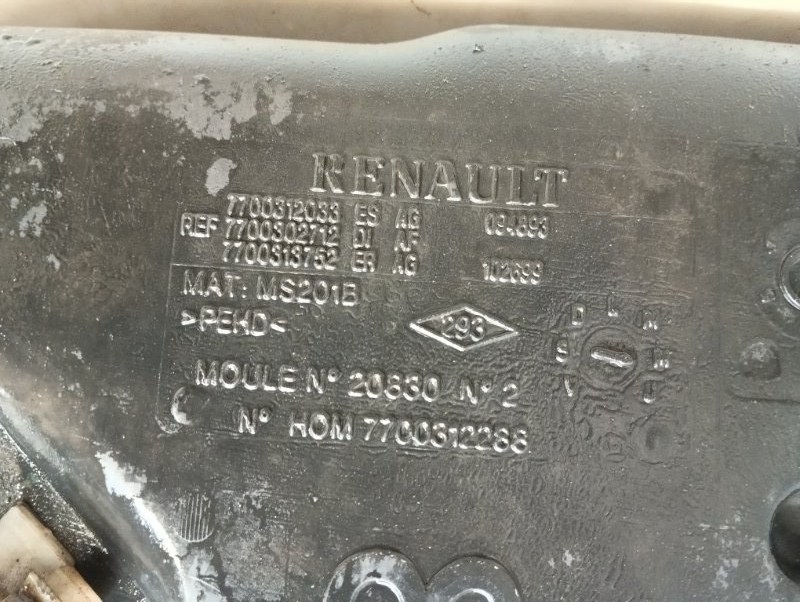 RENAULT
7700312033 ES AG 094893
REF 7700302712 DI AF
7700313752 ER AG 102699
MAT: MS201B
>PEHD<
293
MOULE N° 20830 N° 2
N° HOM 7700312288
D L M M J V S